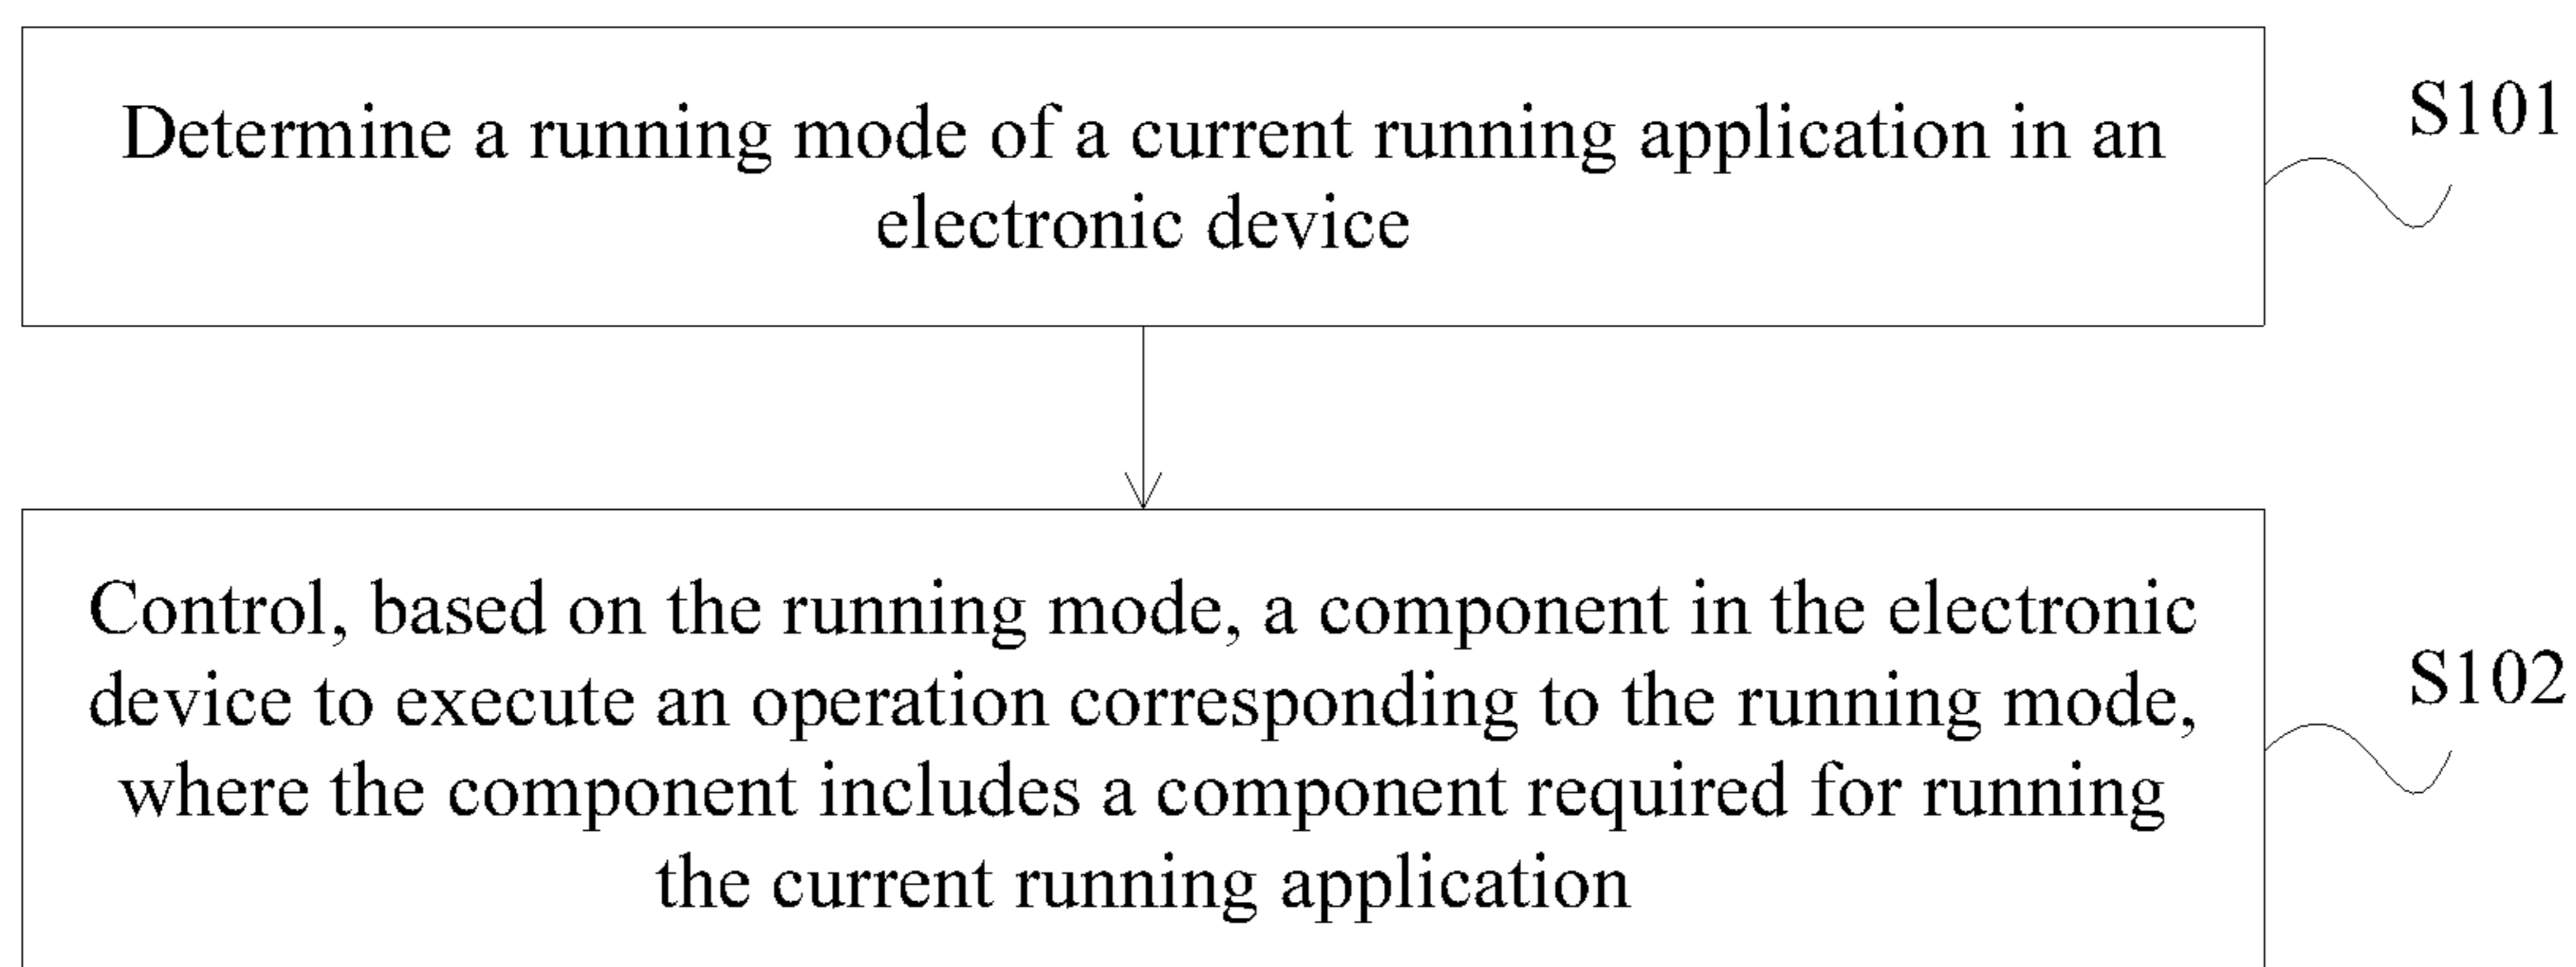 Determine a running mode of a current running application in an
electronic device
S101
Control, based on the running mode, a component in the electronic
device to execute an operation corresponding to the running mode,
where the component includes a component required for running
the current running application
S102